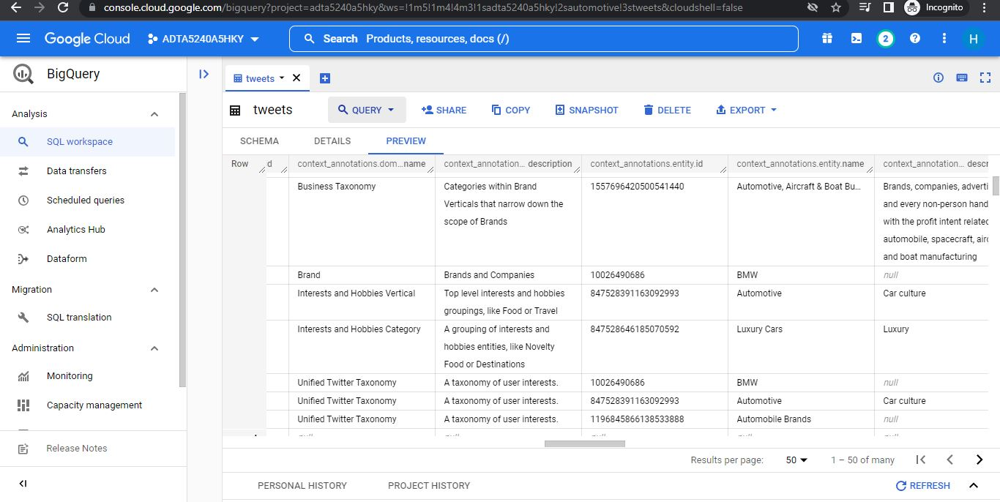 console.cloud.google.com/bigquery?project=adta5240a5hky&ws=!1m5!1m4!4m3!1sadta5240a5hky!2sautomotive!3stweets&cloudshell=false
Incognito
Google Cloud
ADTA5240A5HKY
Search Products, resources, docs (/)
2
H
BigQuery
Analysis
SQL workspace
Data transfers
Scheduled queries
Analytics Hub
Dataform
Migration
SQL translation
Administration
Monitoring
Capacity management
Release Notes
tweets
tweets
QUERY
SHARE
COPY
SNAPSHOT
DELETE
EXPORT
SCHEMA DETAILS PREVIEW
Row d context_annotations.dom...name context_annotation... description context_annotations.entity.id context_annotations.entity.name context_annotation... descr
Business Taxonomy
Categories within Brand
Verticals that narrow down the
scope of Brands
1557696420500541440
Automotive, Aircraft & Boat Bu...
Brands, companies, adverti
and every non-person hand
with the profit intent related
automobile, spacecraft, airc
and boat manufacturing
Brand
Brands and Companies
10026490686
BMW
null
Interests and Hobbies Vertical
Top level interests and hobbies
groupings, like Food or Travel
847528391163092993
Automotive
Car culture
Interests and Hobbies Category
A grouping of interests and
hobbies entities, like Novelty
Food or Destinations
847528646185070592
Luxury Cars
Luxury
Unified Twitter Taxonomy
A taxonomy of user interests.
10026490686
BMW
null
Unified Twitter Taxonomy
A taxonomy of user interests.
847528391163092993
Automotive
Car culture
Unified Twitter Taxonomy
A taxonomy of user interests.
1196845866138533888
Automobile Brands
null
Results per page: 50 1 – 50 of many
PERSONAL HISTORY PROJECT HISTORY
REFRESH